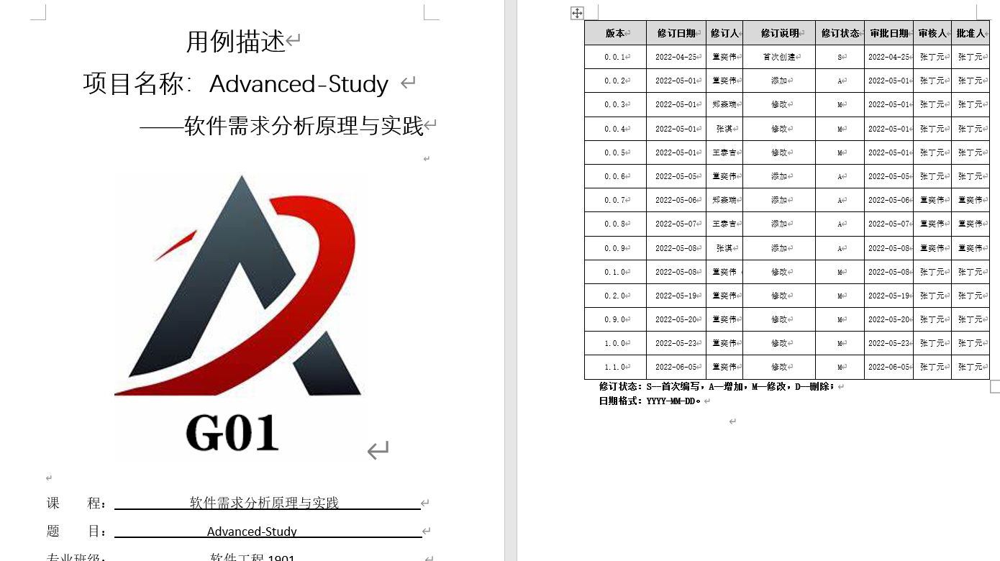 用例描述
项目名称：Advanced-Study
——软件需求分析原理与实践
G01
课 程：软件需求分析原理与实践
题 目：Advanced-Study
专业班级：软件工程 1901
版本 修订日期 修订人 修订说明 修订状态 审批日期 审核人 批准人
0.0.1 2022-04-25 童奕伟 首次创建 S 2022-04-25 张丁元 张丁元
0.0.2 2022-05-01 童奕伟 添加 A 2022-05-01 张丁元 张丁元
0.0.3 2022-05-01 郑森瑞 修改 M 2022-05-01 张丁元 张丁元
0.0.4 2022-05-01 张淇 修改 M 2022-05-01 张丁元 张丁元
0.0.5 2022-05-01 王泰吉 修改 M 2022-05-01 张丁元 张丁元
0.0.6 2022-05-05 童奕伟 添加 A 2022-05-05 张丁元 张丁元
0.0.7 2022-05-06 郑森瑞 添加 A 2022-05-06 童奕伟 童奕伟
0.0.8 2022-05-07 王泰吉 添加 A 2022-05-07 童奕伟 童奕伟
0.0.9 2022-05-08 张淇 添加 A 2022-05-08 童奕伟 童奕伟
0.1.0 2022-05-08 童奕伟 修改 M 2022-05-08 张丁元 张丁元
0.2.0 2022-05-19 童奕伟 修改 M 2022-05-19 张丁元 张丁元
0.9.0 2022-05-20 童奕伟 修改 M 2022-05-20 张丁元 张丁元
1.0.0 2022-05-23 童奕伟 修改 M 2022-05-23 张丁元 张丁元
1.1.0 2022-06-05 童奕伟 修改 M 2022-06-05 张丁元 张丁元
修订状态：S--首次编写，A--增加，M--修改，D--删除；
日期格式：YYYY-MM-DD。